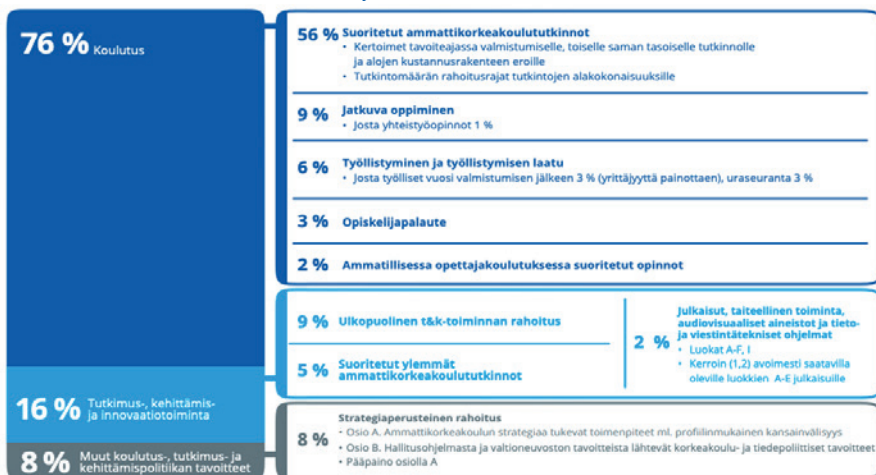 76 % Koulutus
56 % Suoritetut ammattikorkeakoulututkinnot
• Kertoimet tavoiteajassa valmistumiselle, toiselle saman tasoiselle tutkinnolle
ja alojen kustannusrakenteen eroille
• Tutkintomäärän rahoitusrajat tutkintojen alakokonaisuuksille
9 % Jatkuva oppiminen
• Josta yhteistyöopinnot 1 %
6 % Työllistyminen ja työllistymisen laatu
• Josta työlliset vuosi valmistumisen jälkeen 3 % (yrittäjyyttä painottaen), uraseuranta 3 %
3 % Opiskelijapalaute
2 % Ammatillisessa opettajakoulutuksessa suoritetut opinnot
16 % Tutkimus-, kehittämis-
ja innovaatiotoiminta
9 % Ulkopuolinen t&k-toiminnan rahoitus
5 % Suoritetut ylemmät
ammattikorkeakoulututkinnot
2 % Julkaisut, taiteellinen toiminta,
audiovisuaaliset aineistot ja tieto-
ja viestintätekniset ohjelmat
• Luokat A-F, I
• Kerroin (1,2) avoimesti saatavilla
oleville luokkien A-E julkaisuille
8 % Muut koulutus-, tutkimus- ja
kehittämispolitiikan tavoitteet
8 % Strategiaperusteinen rahoitus
• Osio A. Ammattikorkeakoulun strategiaa tukevat toimenpiteet ml. profiilinmukainen kansainvälisyys
• Osio B. Hallitusohjelmasta ja valtioneuvoston tavoitteista lähtevät korkeakoulu- ja tiedepoliittiset tavoitteet
• Pääpaino osiolla A